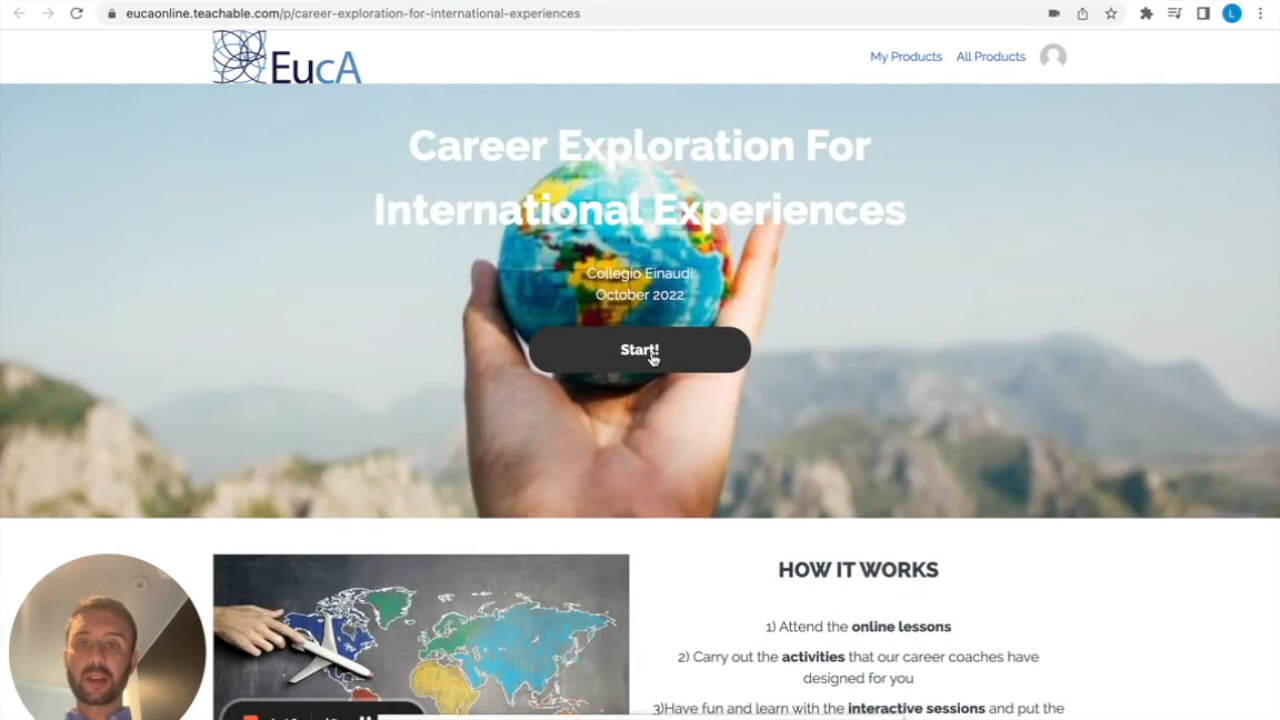 eucaonline.teachable.com/p/career-exploration-for-international-experiences
L
EucA
My Products All Products
Career Exploration For
International Experiences
Collegio Einaudi
October 2022
Start!
HOW IT WORKS
1) Attend the online lessons
2) Carry out the activities that our career coaches have
designed for you
3)Have fun and learn with the interactive sessions and put the